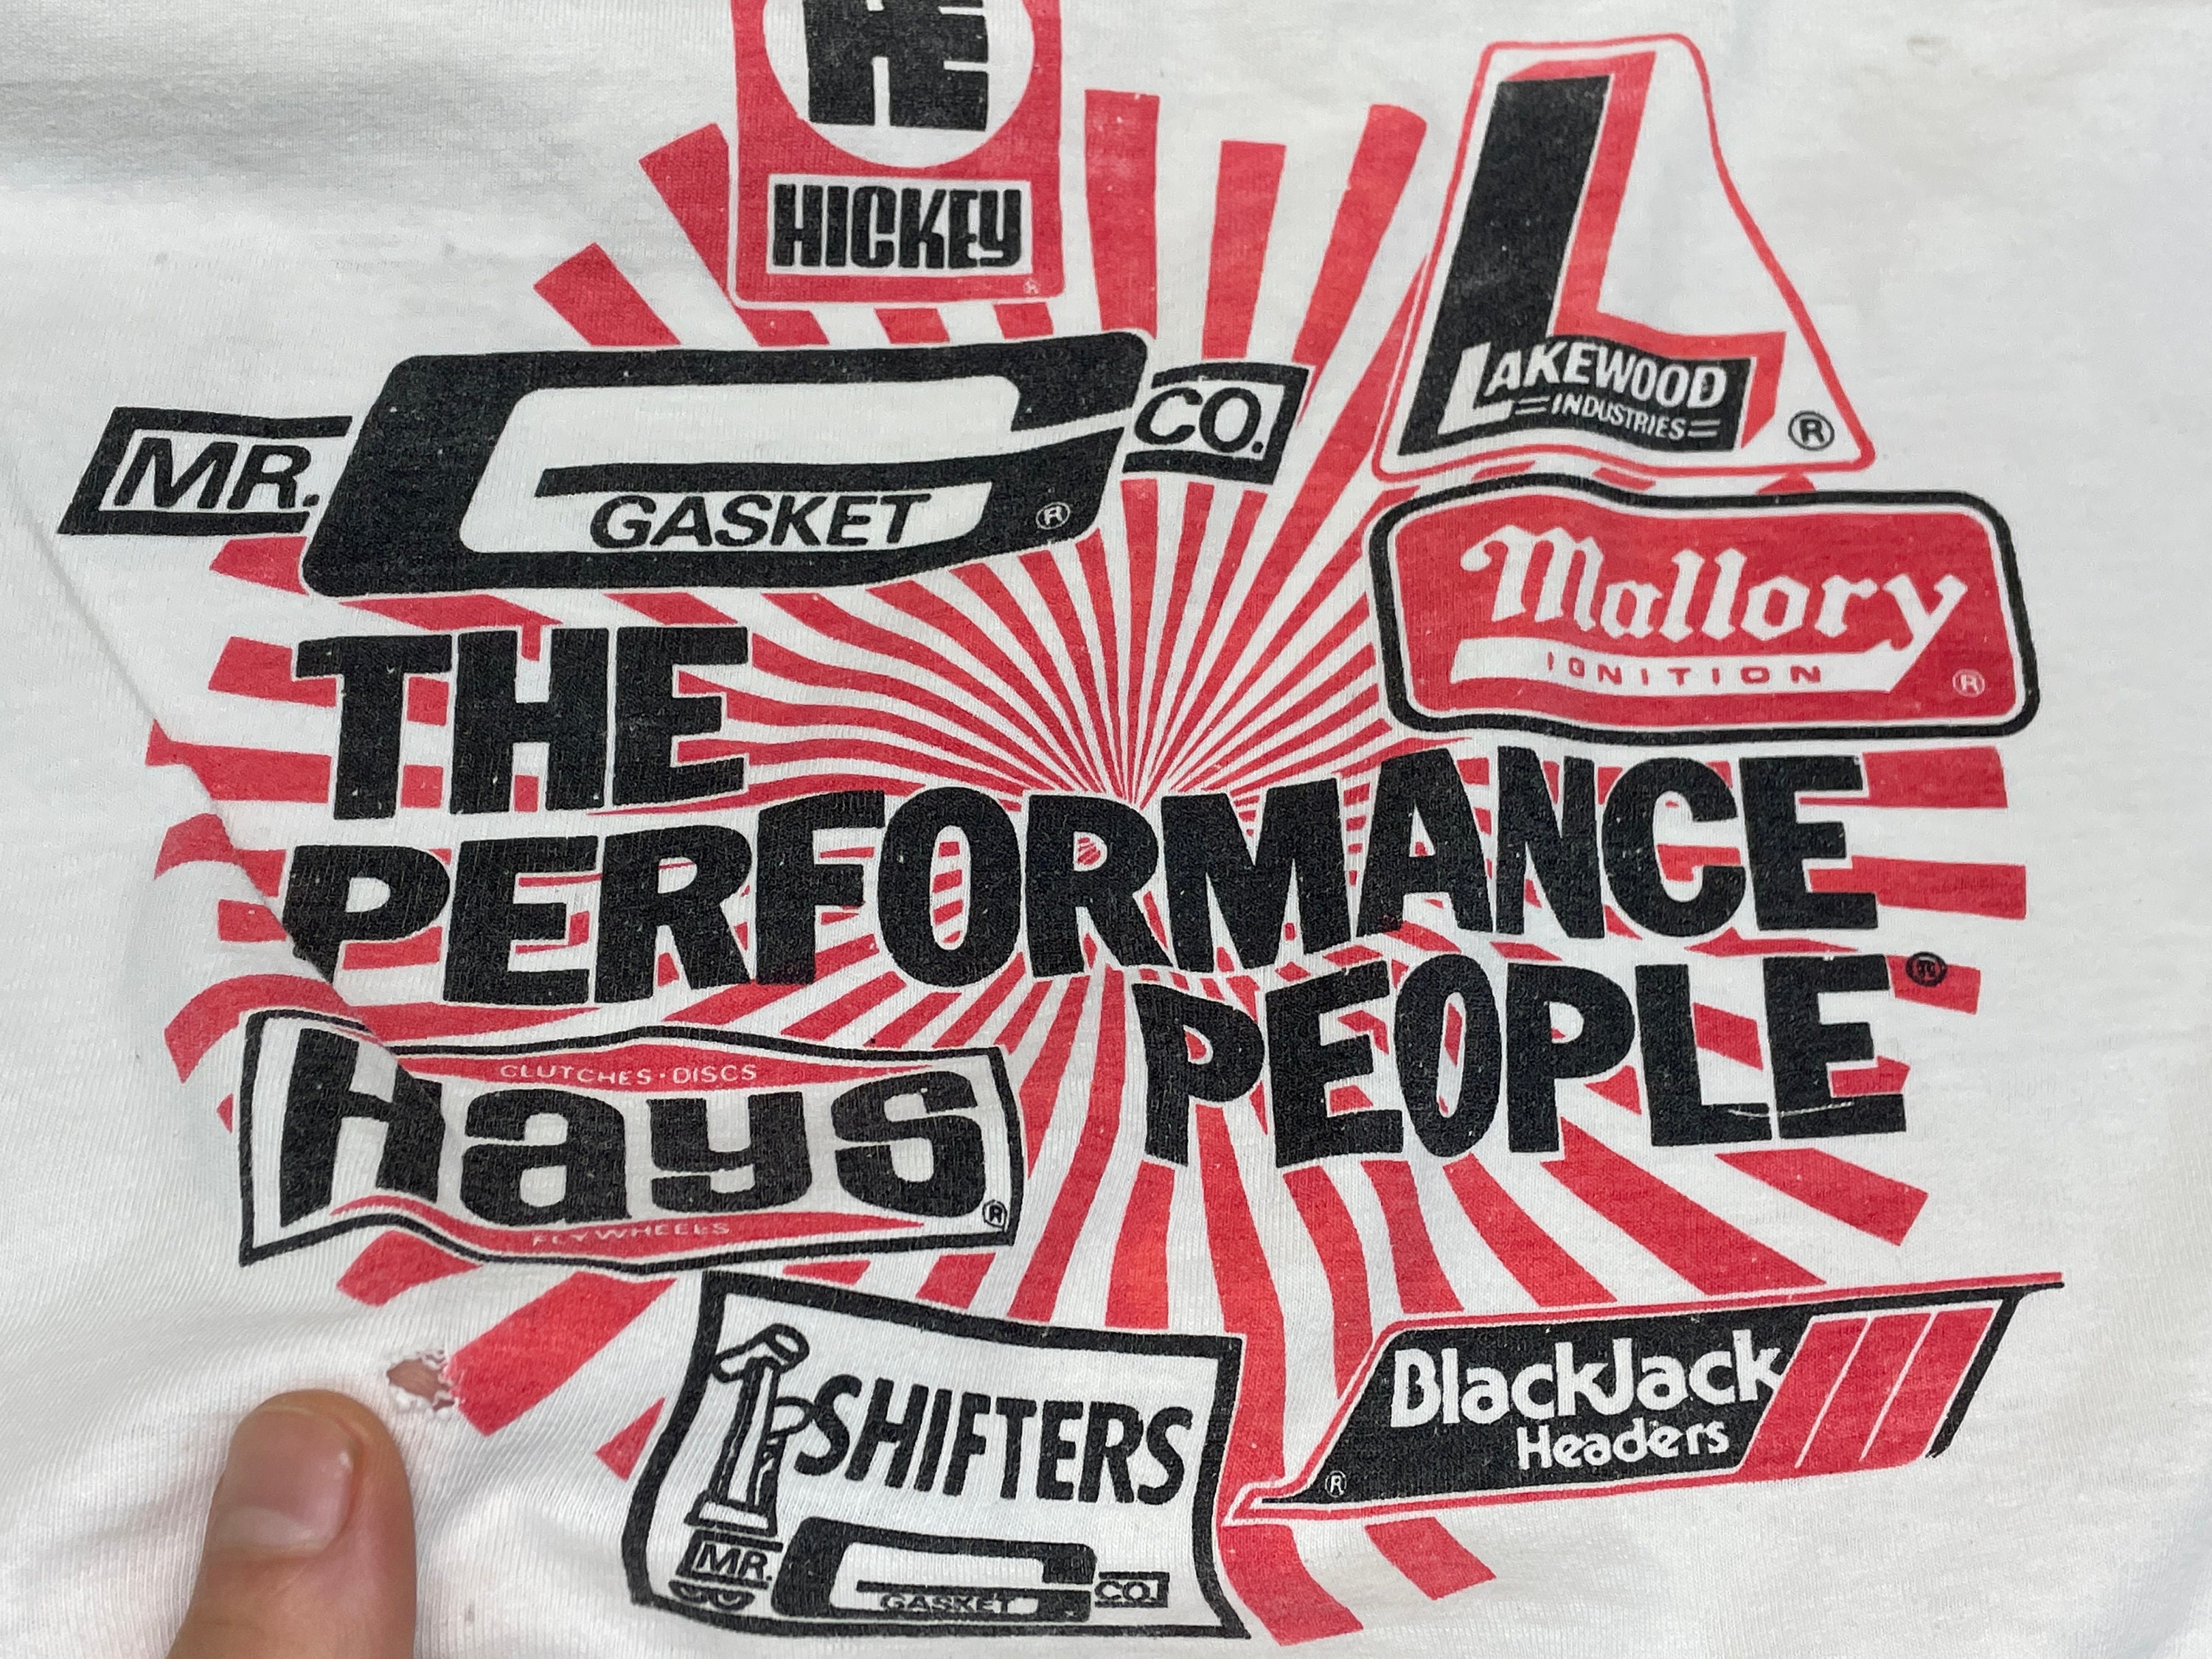 HE
HICKEY
®
LAKEWOOD
INDUSTRIES
®
MR. GASKET CO.
®
Mallory
IGNITION
®
THE
PERFORMANCE
PEOPLE®
CLUTCHES·DISCS
hays
®
FLYWHEELS
SHIFTERS
MR. GASKET CO.
BlackJack
Headers
®